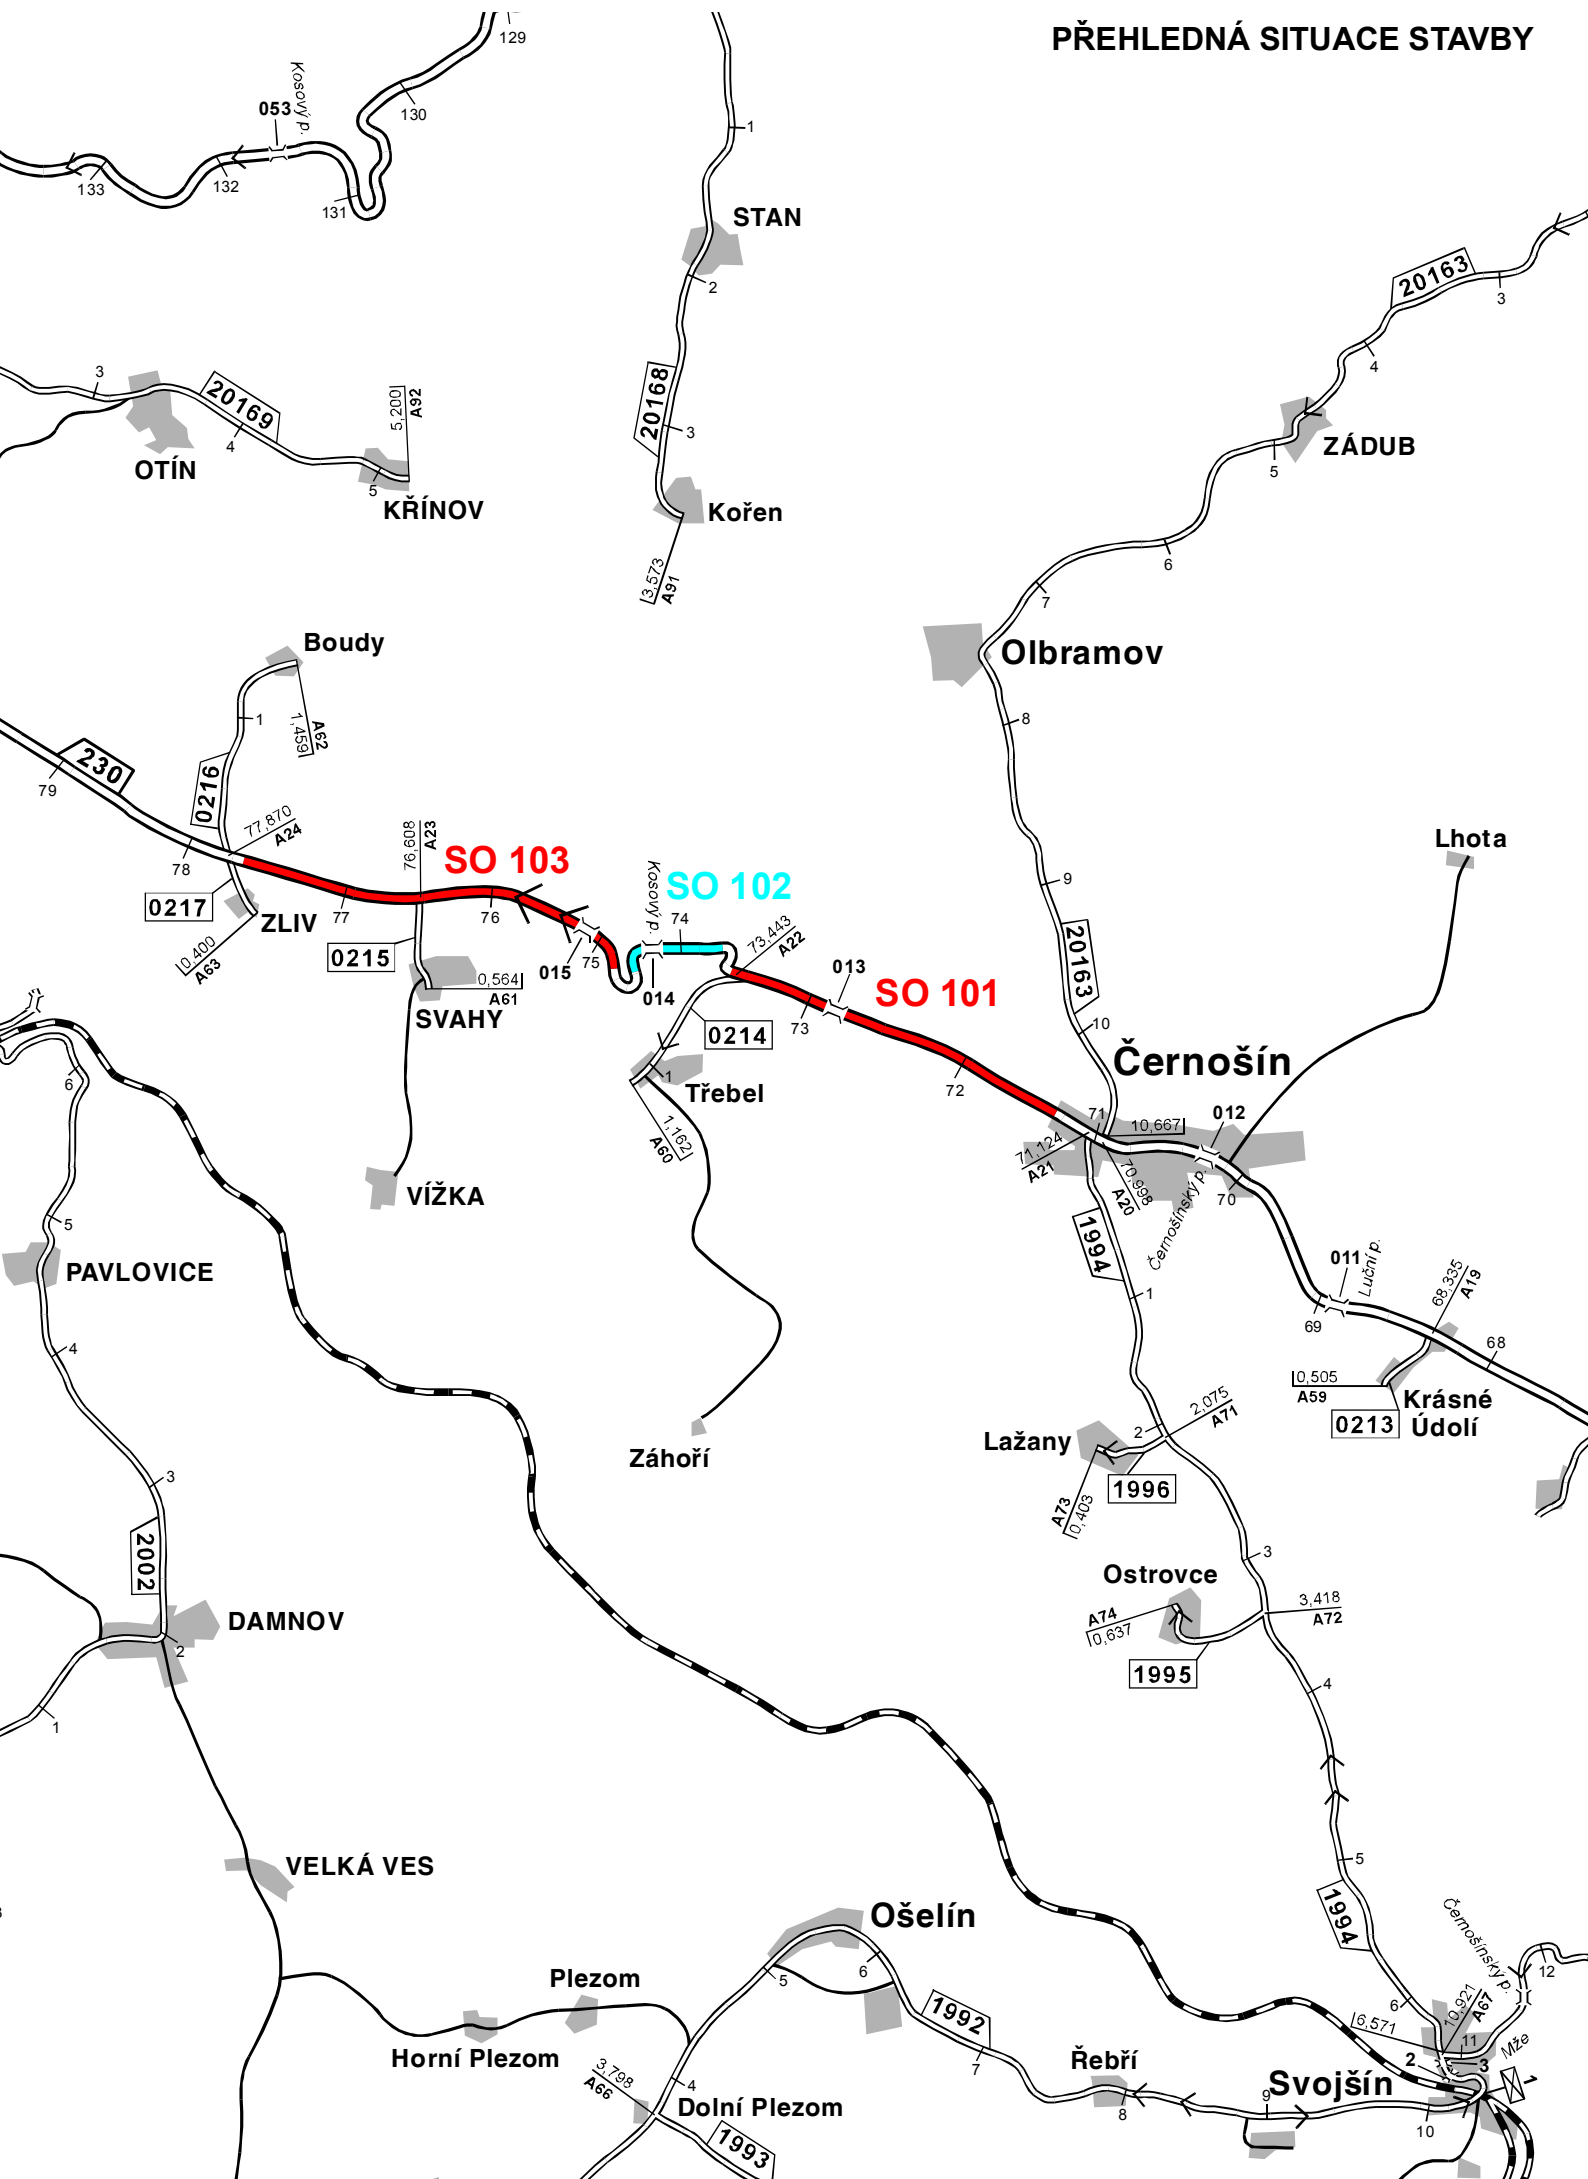 PŘEHLEDNÁ SITUACE STAVBY
129
130
Kosový p.
053
133
132
131
1
STAN
2
20168
3
Kořen
3,573
A91
20163
3
4
ZÁDUB
5
6
7
Olbramov
8
9
20163
10
3
20169
4
OTÍN
5,200
A92
5
KŘÍNOV
Boudy
1
1,459
A62
230
79
0216
78
77,870
A24
0217
ZLIV
0,400
A63
77
76,608
A23
SO 103
76
0215
0,564
A61
SVAHY
015
75
Kosový p.
SO 102
74
014
73,443
A22
013
SO 101
73
0214
72
1
Třebel
1,162
A60
Lhota
Černošín
71
10,667
012
71,124
A21
70,998
A20
Černošínský p.
70
1994
011
Luční p.
68,335
A19
69
68
0,505
A59
Krásné
Údolí
0213
6
VÍŽKA
5
PAVLOVICE
4
3
2002
DAMNOV
2
1
Záhoří
1
2,075
A71
2
Lažany
1996
A73
0,403
3
Ostrovce
3,418
A72
A74
0,637
1995
4
5
1994
VELKÁ VES
Ošelín
6
5
Plezom
Horní Plezom
1992
7
3,798
A66
4
Dolní Plezom
1993
Řebří
8
9
Svojšín
10
Černošínský p.
12
6
6,571
10,921
A67
11
Mže
2
3
1